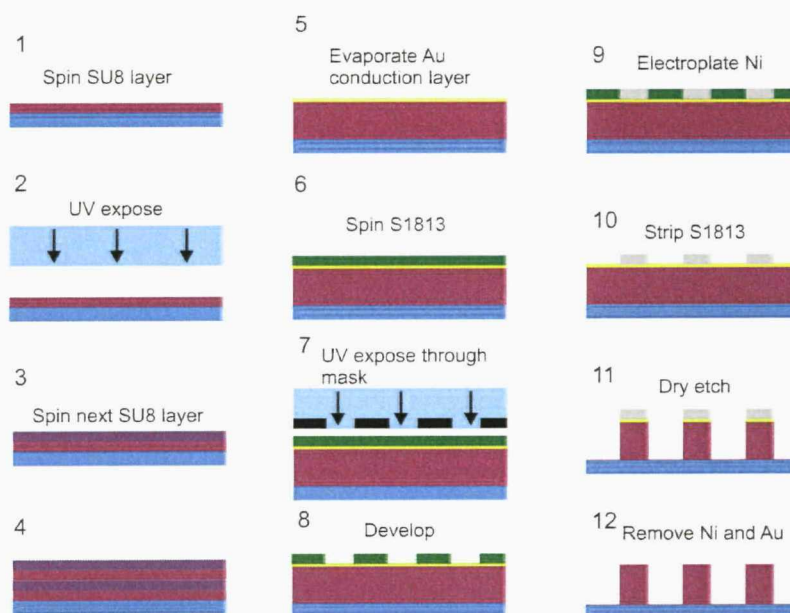 1
Spin SU8 layer
2
UV expose
3
Spin next SU8 layer
4
5
Evaporate Au
conduction layer
6
Spin S1813
7
UV expose through
mask
8
Develop
9
Electroplate Ni
10
Strip S1813
11
Dry etch
12
Remove Ni and Au